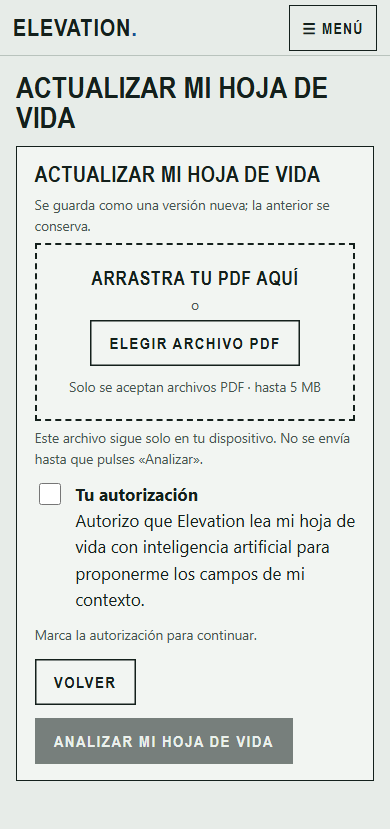 ELEVATION.
☰ MENÚ
ACTUALIZAR MI HOJA DE
VIDA
ACTUALIZAR MI HOJA DE VIDA
Se guarda como una versión nueva; la anterior se
conserva.
ARRASTRA TU PDF AQUÍ
o
ELEGIR ARCHIVO PDF
Solo se aceptan archivos PDF · hasta 5 MB
Este archivo sigue solo en tu dispositivo. No se envía
hasta que pulses «Analizar».
Tu autorización
Autorizo que Elevation lea mi hoja de
vida con inteligencia artificial para
proponerme los campos de mi
contexto.
Marca la autorización para continuar.
VOLVER
ANALIZAR MI HOJA DE VIDA